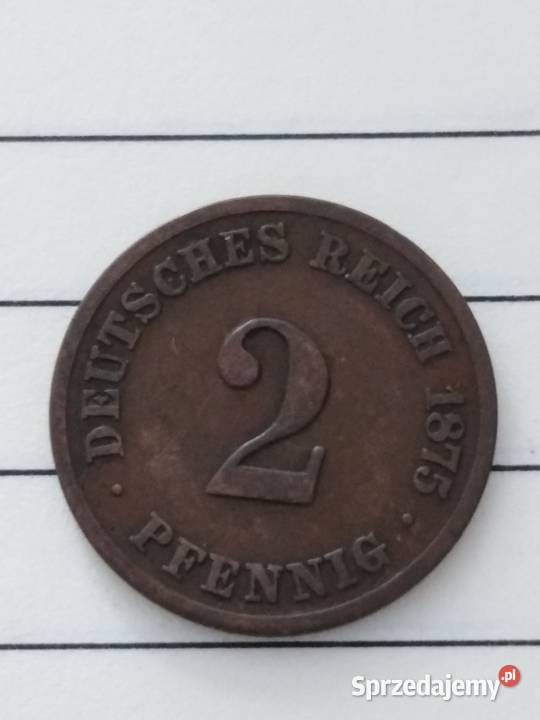 DEUTSCHES REICH 1875
2
PFENNIG
Sprzedajemy.pl